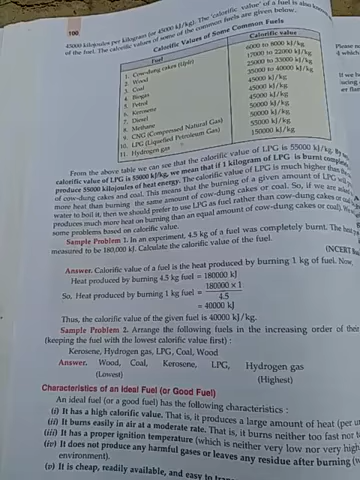 190
45000 kilojoules per kilogram (or 45000 kJ/kg). The 'calorific value' of a fuel is also know
of the fuel. The calorific values of some of the common fuels are given below.
Calorific Values of Some Common Fuels
Fuel Calorific value
1. Cow-dung cakes 6000 to 8000 kJ/kg
2. Wood 17000 to 22000 kJ/kg
3. Coal 25000 to 33000 kJ/kg
4. Biogas 35000 to 40000 kJ/kg
5. Petrol 45000 kJ/kg
6. Kerosene 45000 kJ/kg
7. Diesel 45000 kJ/kg
8. Methane 50000 kJ/kg
9. CNG (Compressed Natural Gas) 50000 kJ/kg
10. LPG (Liquefied Petroleum Gas) 55000 kJ/kg
11. Hydrogen gas 150000 kJ/kg
From the above table we can see that the calorific value of LPG is 55000 kJ/kg. By
calorific value of LPG is 55000 kJ/kg, we mean that if 1 kilogram of LPG is burnt
produce 55000 kilojoules of heat energy. The calorific value of LPG is much higher than
of cow-dung cakes and coal. This means that the burning of a given amount of LPG will
more heat than burning the same amount of cow-dung cakes or coal. So, if we are asked
water to boil it, then we should prefer to use LPG as fuel rather than cow-dung cakes or
produces much more heat on burning than an equal amount of cow-dung cakes or coal).
some problems based on calorific value.
Sample Problem 1. In an experiment, 4.5 kg of a fuel was completely burnt. The
measured to be 180,000 kJ. Calculate the calorific value of the fuel.
(NCERT
Answer. Calorific value of a fuel is the heat produced by burning 1 kg of fuel. Now,
Heat produced by burning 4.5 kg fuel = 180000 kJ
So, Heat produced by burning 1 kg fuel = 180000 × 1
4.5
= 40000 kJ
Thus, the calorific value of the given fuel is 40000 kJ/kg.
Sample Problem 2. Arrange the following fuels in the increasing order of their
(keeping the fuel with the lowest calorific value first) :
Kerosene, Hydrogen gas, LPG, Coal, Wood
Answer. Wood, Coal, Kerosene, LPG, Hydrogen gas
(Lowest) (Highest)
Characteristics of an Ideal Fuel (or Good Fuel)
An ideal fuel (or a good fuel) has the following characteristics :
(i) It has a high calorific value. That is, it produces a large amount of heat (per
(ii) It burns easily in air at a moderate rate. That is, it burns neither too fast nor
(iii) It has a proper ignition temperature (which is neither very low nor very high
(iv) It does not produce any harmful gases or leaves any residue after burning
environment).
(v) It is cheap, readily available, and easy to